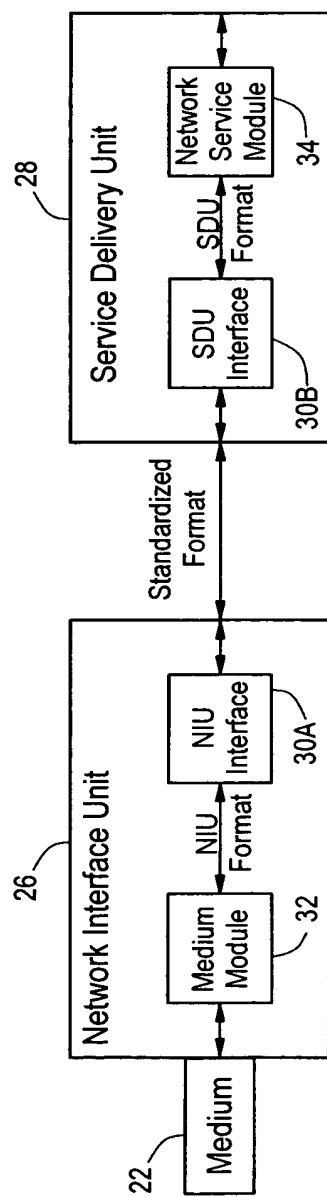 22
Medium
26
Network Interface Unit
Medium
Module
32
NIU
Format
NIU
Interface
30A
Standardized
Format
28
Service Delivery Unit
SDU
Interface
30B
SDU
Format
Network
Service
Module
34